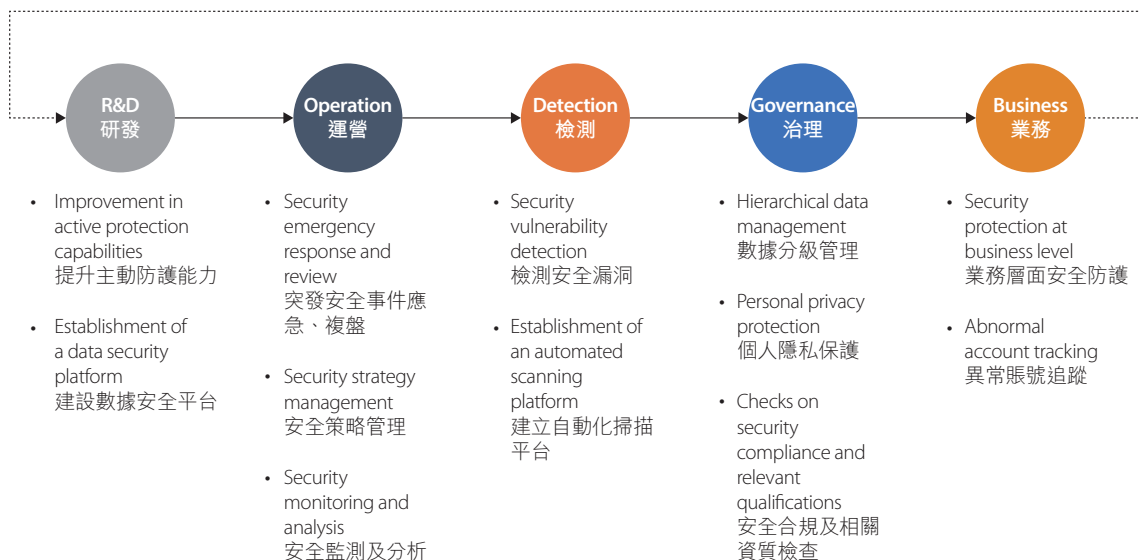 R&D
研發
Operation
運營
Detection
檢測
Governance
治理
Business
業務
• Improvement in
active protection
capabilities
提升主動防護能力
• Establishment of
a data security
platform
建設數據安全平台
• Security
emergency
response and
review
突發安全事件應
急、複盤
• Security strategy
management
安全策略管理
• Security
monitoring and
analysis
安全監測及分析
• Security
vulnerability
detection
檢測安全漏洞
• Establishment of
an automated
scanning
platform
建立自動化掃描
平台
• Hierarchical data
management
數據分級管理
• Personal privacy
protection
個人隱私保護
• Checks on
security
compliance and
relevant
qualifications
安全合規及相關
資質檢查
• Security
protection at
business level
業務層面安全防護
• Abnormal
account tracking
異常賬號追蹤